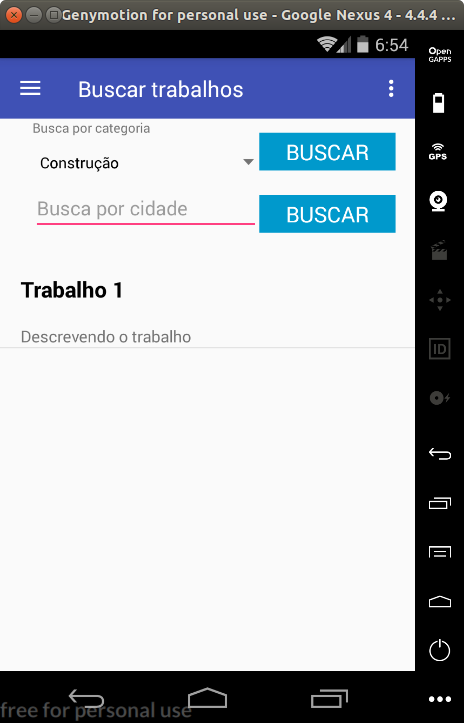 Genymotion for personal use - Google Nexus 4 - 4.4.4 ...
6:54
Open
GAPPS
Buscar trabalhos
Busca por categoria
Construção
BUSCAR
GPS
Busca por cidade
BUSCAR
Trabalho 1
Descrevendo o trabalho
ID
free for personal use